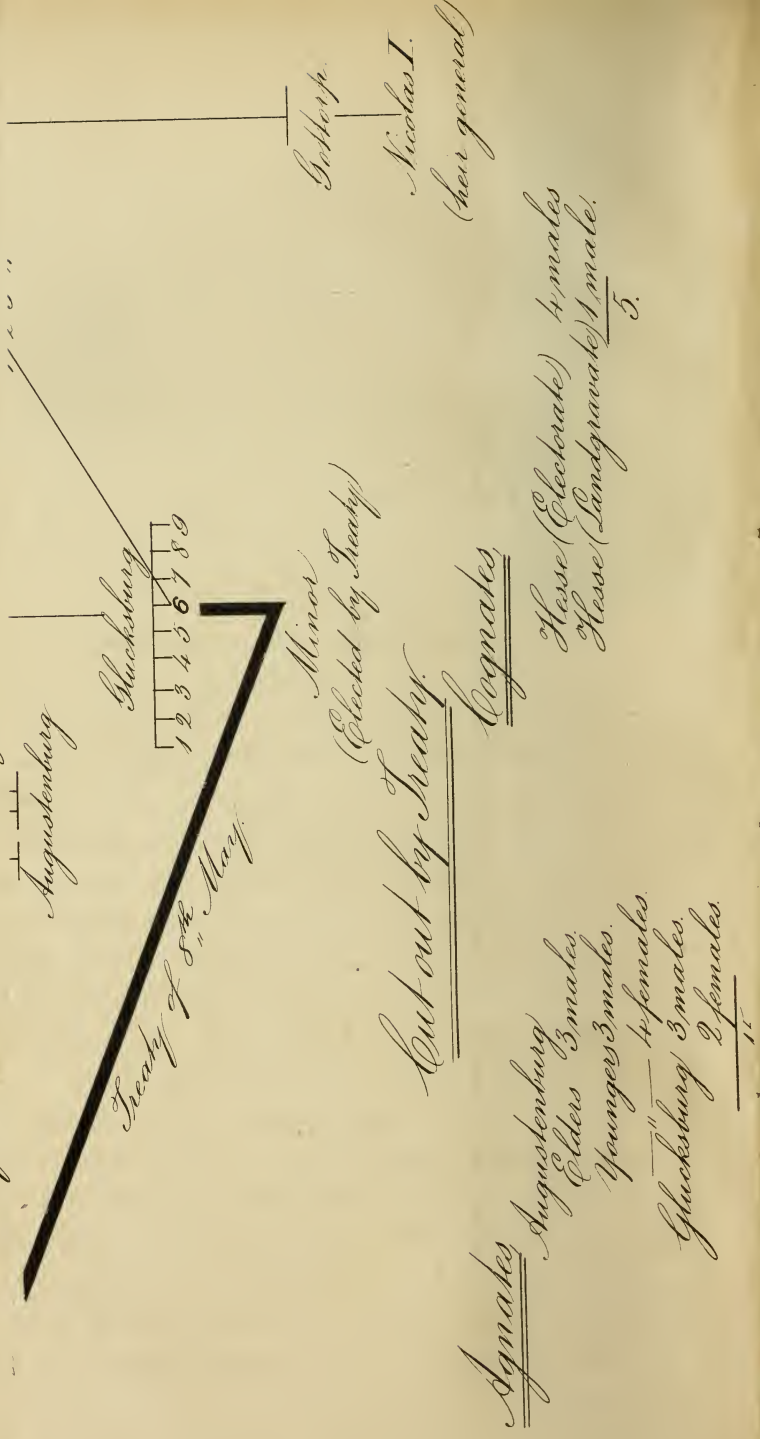 Augustenburg
Glucksburg
1 2 3 4 5 6 7 8 9
Gottorp
Nicolas I.
(heir general)
Treaty of 8th May.
Minor
(Elected by Treaty)
Cut out by Treaty.
Agnates
Augustenburg
Elders 3 males.
Youngers 3 males.
— " — 4 females.
Glucksburg 3 males.
2 females.
15
Cognates
Hesse (Electorate) 4 males
Hesse (Landgravate) 1 male.
5.